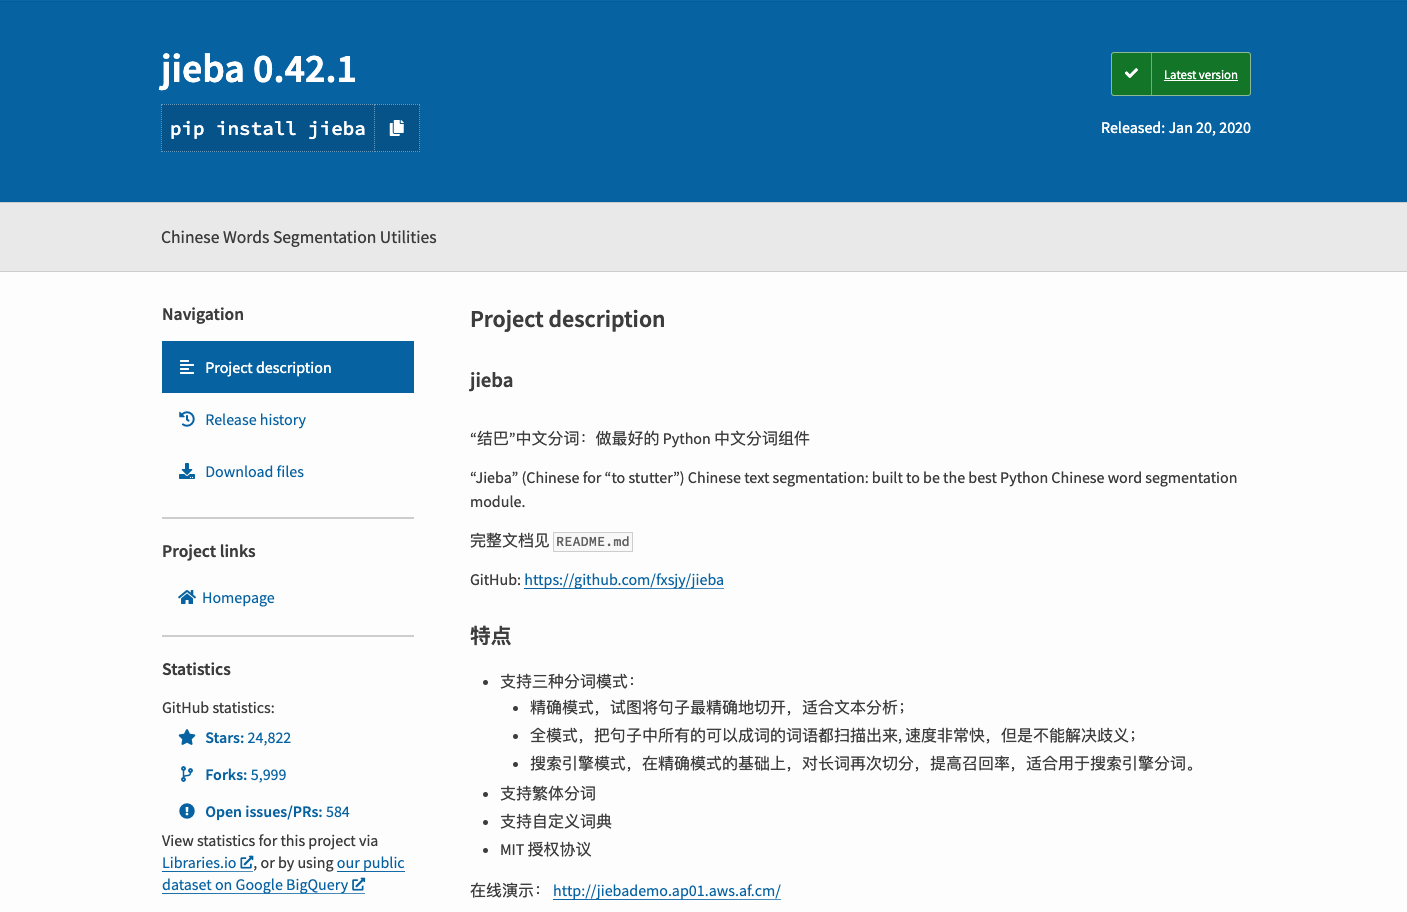 jieba 0.42.1
pip install jieba
Latest version
Released: Jan 20, 2020
Chinese Words Segmentation Utilities
Navigation
Project description
Release history
Download files
Project links
Homepage
Statistics
GitHub statistics:
Stars: 24,822
Forks: 5,999
Open issues/PRs: 584
View statistics for this project via
Libraries.io, or by using our public
dataset on Google BigQuery
Project description
jieba
“结巴”中文分词：做最好的 Python 中文分词组件
“Jieba” (Chinese for “to stutter”) Chinese text segmentation: built to be the best Python Chinese word segmentation
module.
完整文档见 README.md
GitHub: https://github.com/fxsjy/jieba
特点
支持三种分词模式：
精确模式，试图将句子最精确地切开，适合文本分析；
全模式，把句子中所有的可以成词的词语都扫描出来, 速度非常快，但是不能解决歧义；
搜索引擎模式，在精确模式的基础上，对长词再次切分，提高召回率，适合用于搜索引擎分词。
支持繁体分词
支持自定义词典
MIT 授权协议
在线演示： http://jiebademo.ap01.aws.af.cm/